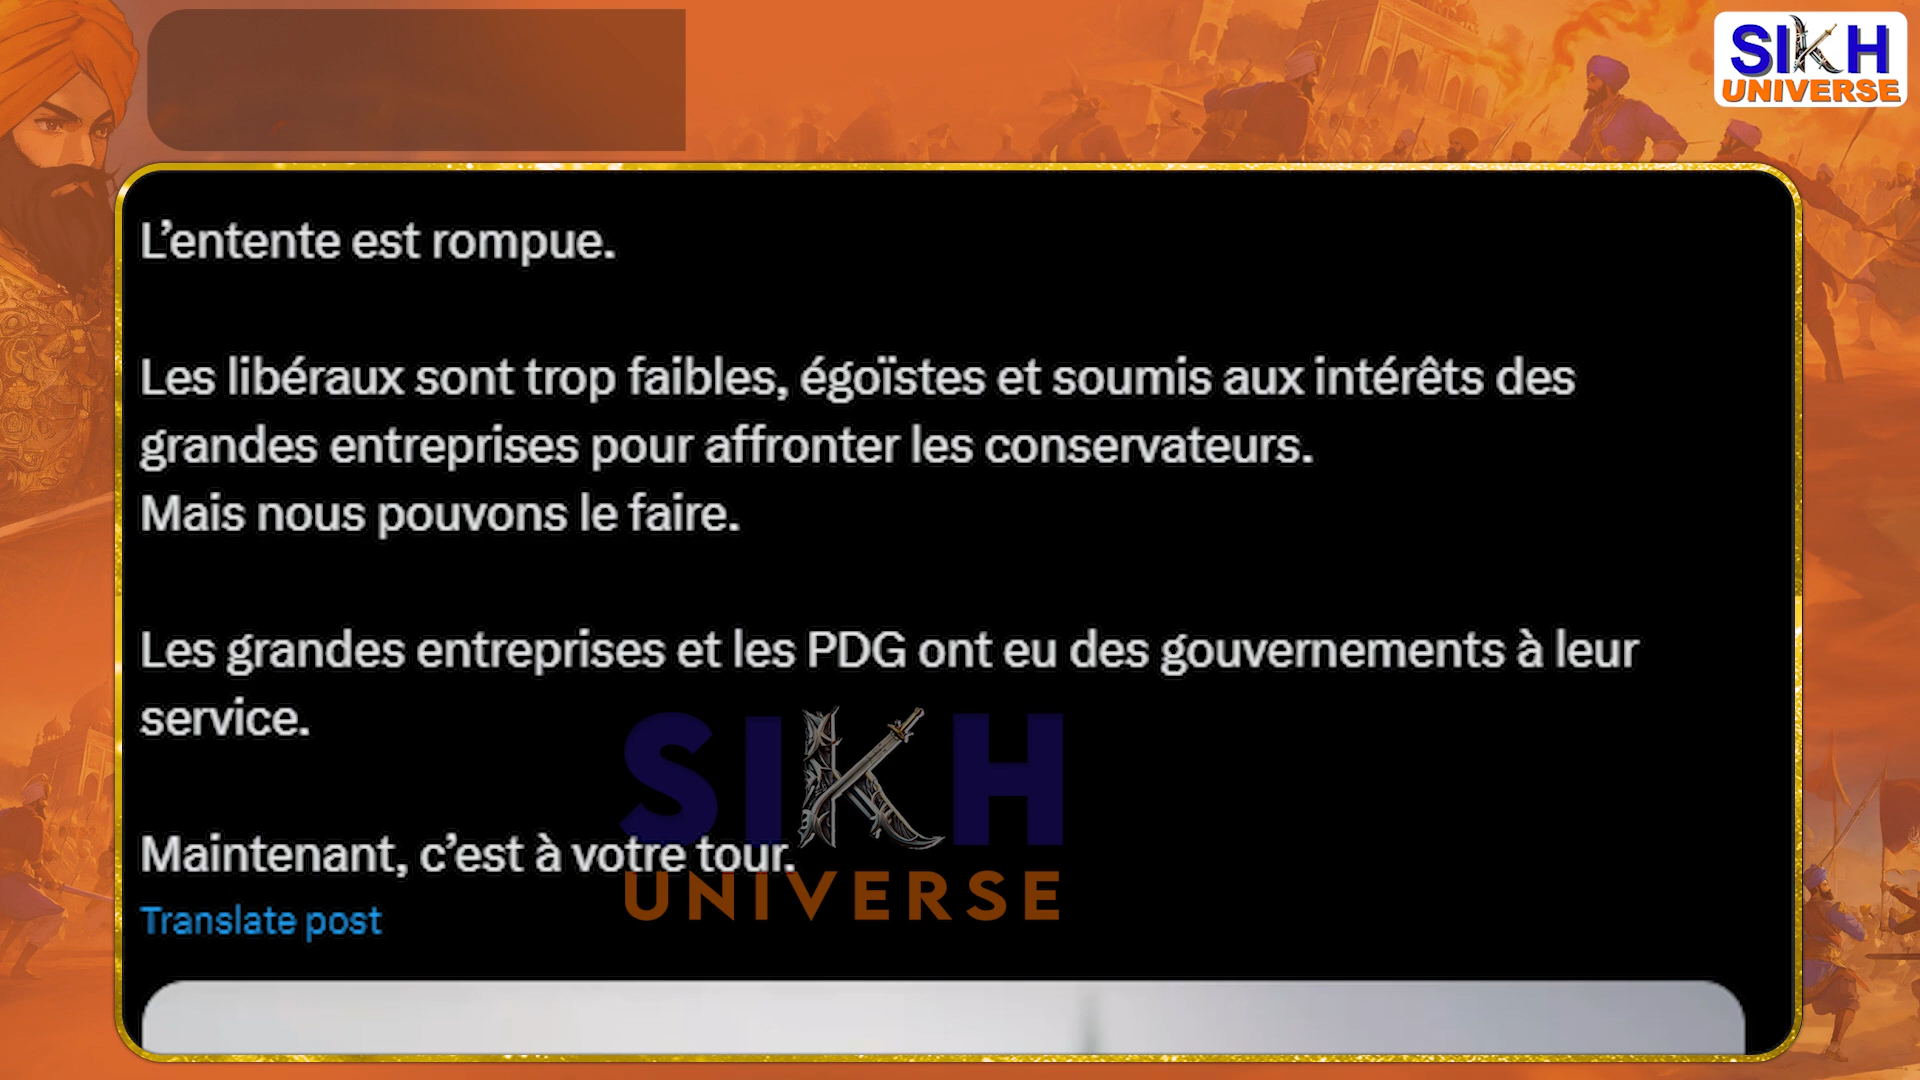 SIKH
UNIVERSE
L’entente est rompue.
Les libéraux sont trop faibles, égoïstes et soumis aux intérêts des
grandes entreprises pour affronter les conservateurs.
Mais nous pouvons le faire.
Les grandes entreprises et les PDG ont eu des gouvernements à leur
service.
Maintenant, c’est à votre tour.
Translate post
SIKH
UNIVERSE